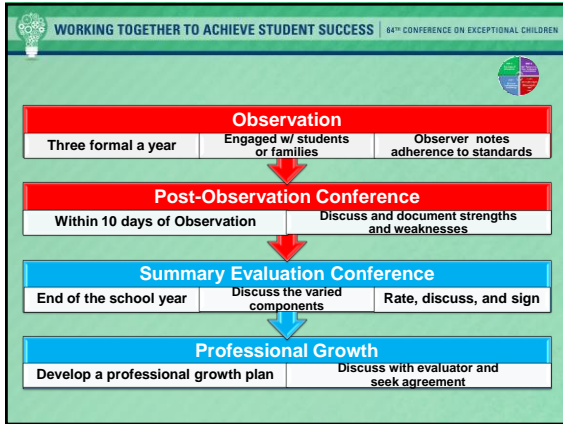 WORKING TOGETHER TO ACHIEVE STUDENT SUCCESS | 64TH CONFERENCE ON EXCEPTIONAL CHILDREN
Observation
Three formal a year
Engaged w/ students
or families
Observer notes
adherence to standards
Post-Observation Conference
Within 10 days of Observation
Discuss and document strengths
and weaknesses
Summary Evaluation Conference
End of the school year
Discuss the varied
components
Rate, discuss, and sign
Professional Growth
Develop a professional growth plan
Discuss with evaluator and
seek agreement